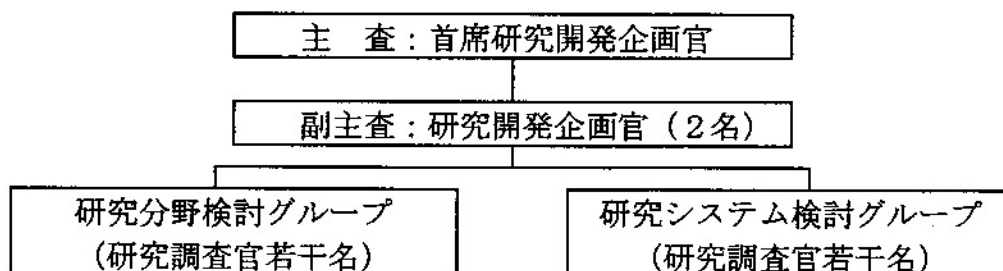 主　査：首席研究開発企画官
副主査：研究開発企画官（２名）
研究分野検討グループ
（研究調査官若干名）
研究システム検討グループ
（研究調査官若干名）